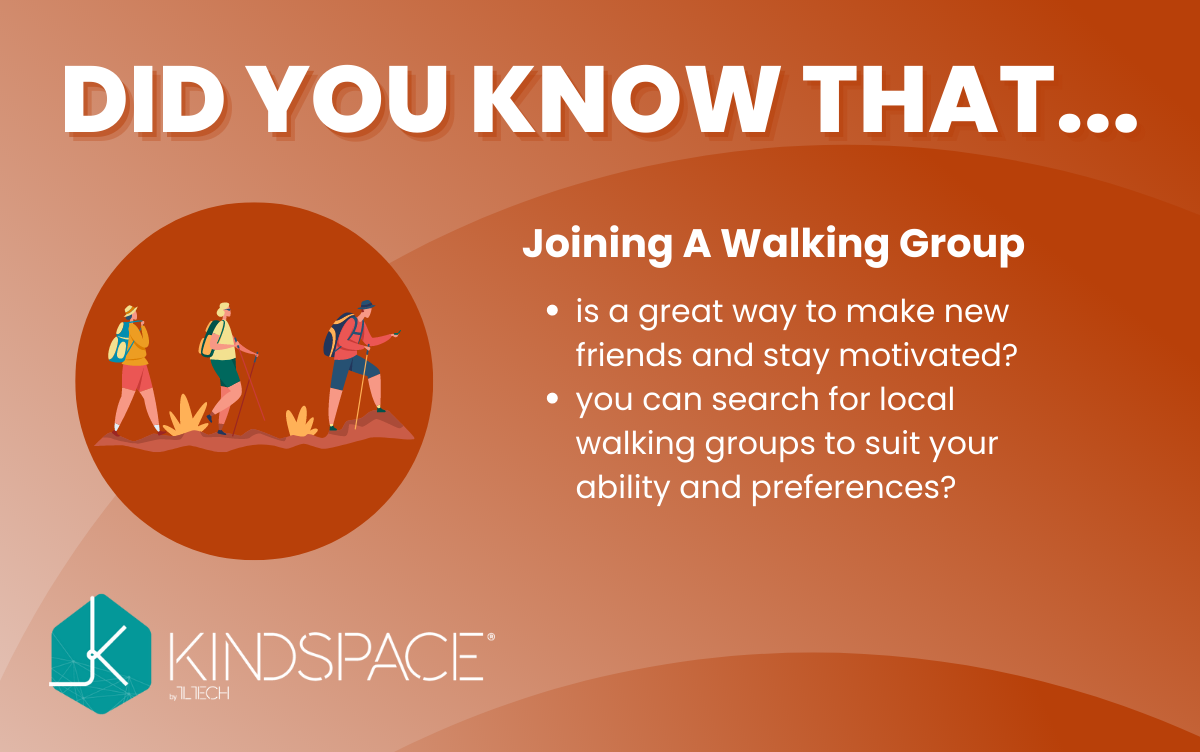 DID YOU KNOW THAT...
Joining A Walking Group
• is a great way to make new
friends and stay motivated?
• you can search for local
walking groups to suit your
ability and preferences?
KINDSPACE®
by TLTECH